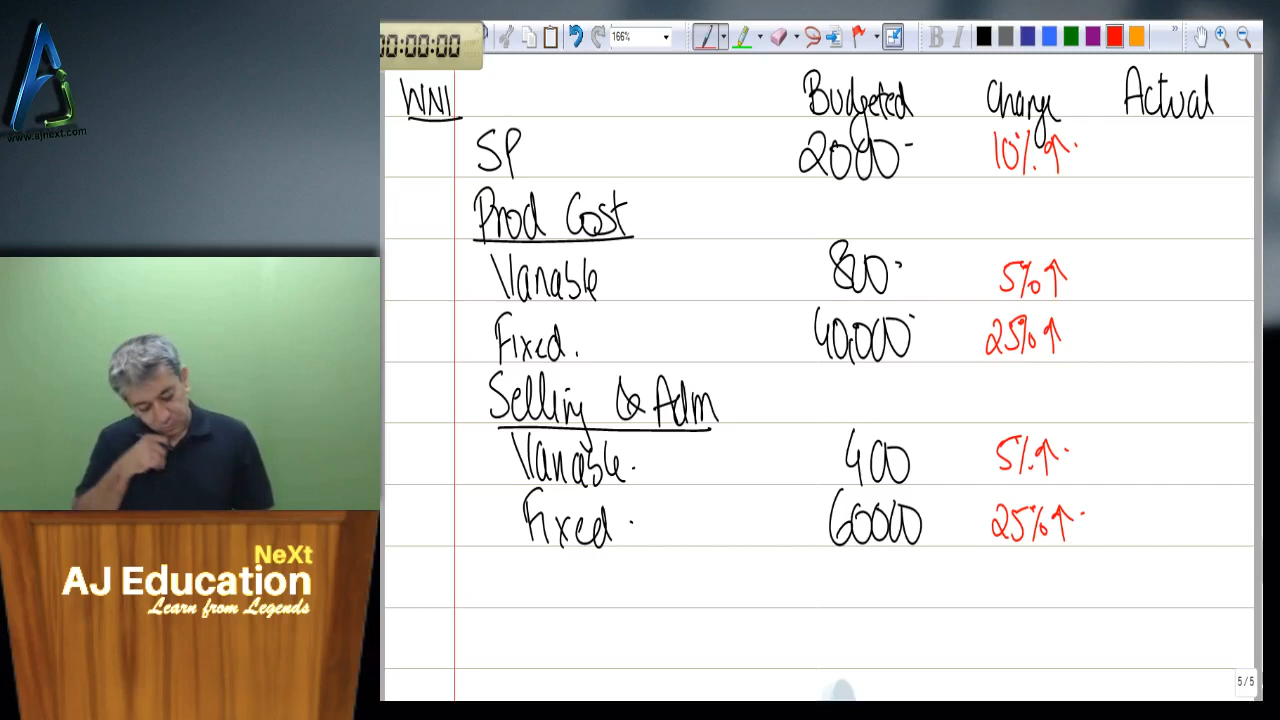 00:00:00
166%
www.ajnext.com
WN1 Budgeted Change Actual
SP 2000 10%↑
Prod Cost
Variable 800 5%↑
Fixed. 40,000 25%↑
Selling & Adm
Variable. 400 5%↑
Fixed. 60000 25%↑
NeXt
AJ Education
Learn from Legends
5/5